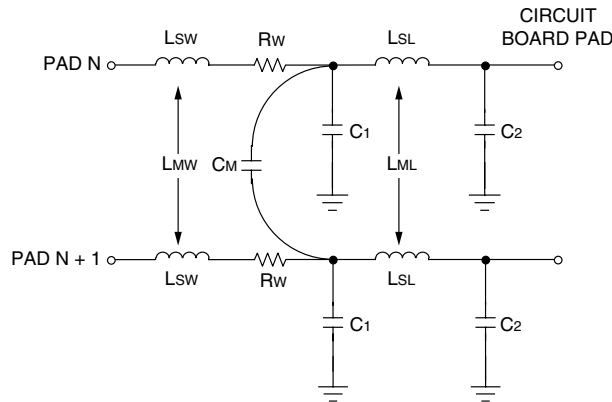 CIRCUIT
BOARD PAD
LSW
RW
LSL
PAD N
C1
C2
LMW
CM
LML
PAD N + 1
LSW
RW
LSL
C1
C2